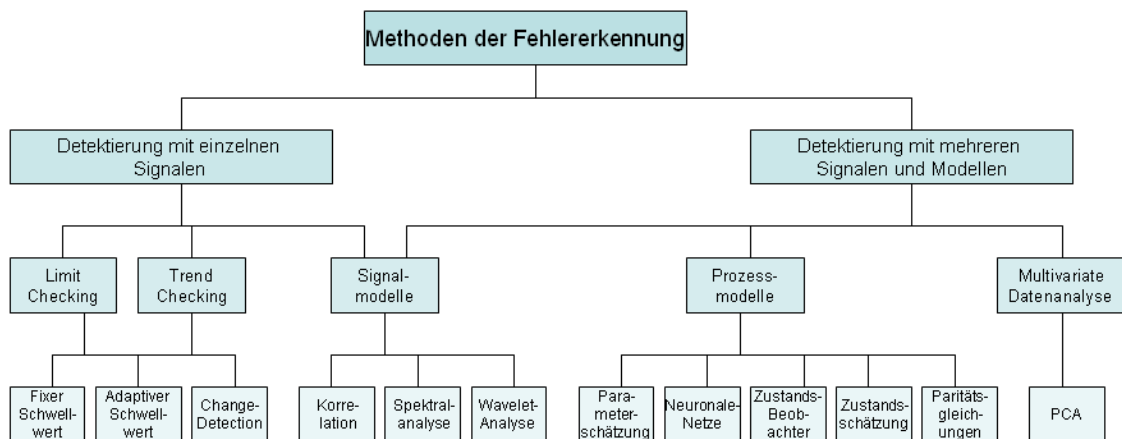 Methoden der Fehlererkennung
Detektierung mit einzelnen
Signalen
Detektierung mit mehreren
Signalen und Modellen
Limit
Checking
Trend
Checking
Signal-
modelle
Prozess-
modelle
Multivariate
Datenanalyse
Fixer
Schwell-
wert
Adaptiver
Schwell-
wert
Change-
Detection
Korre-
lation
Spektral-
analyse
Wavelet-
Analyse
Para-
meter-
schätzung
Neuronale-
Netze
Zustands-
Beob-
achter
Zustands-
schätzung
Paritäts-
gleich-
ungen
PCA